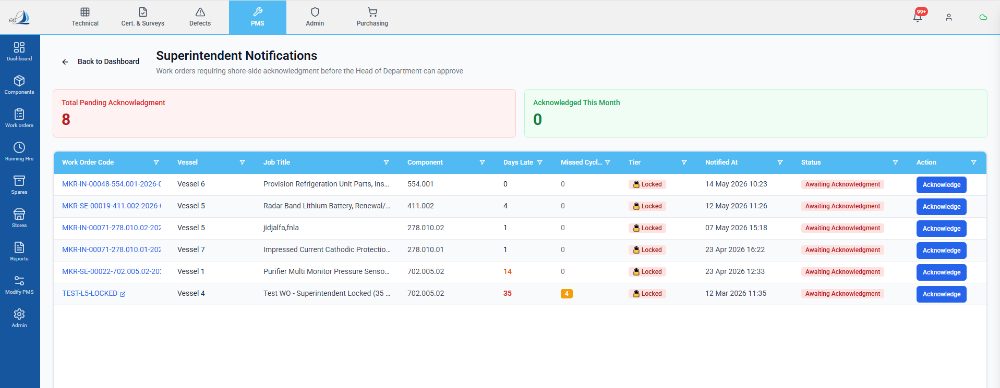 sail
Technical
Cert. & Surveys
Defects
PMS
Admin
Purchasing
99+
Dashboard
Components
Work orders
Running Hrs
Spares
Stores
Reports
Modify PMS
Admin
Back to Dashboard
Superintendent Notifications
Work orders requiring shore-side acknowledgment before the Head of Department can approve
Total Pending Acknowledgment
8
Acknowledged This Month
0
Work Order Code Vessel Job Title Component Days Late Missed Cycl... Tier Notified At Status Action
MKR-IN-00048-554.001-2026- Vessel 6 Provision Refrigeration Unit Parts, Ins... 554.001 0 0 Locked 14 May 2026 10:23 Awaiting Acknowledgment Acknowledge
MKR-SE-00019-411.002-2026- Vessel 5 Radar Band Lithium Battery, Renewal/... 411.002 4 0 Locked 12 May 2026 11:26 Awaiting Acknowledgment Acknowledge
MKR-IN-00071-278.010.02-202 Vessel 5 jidjalfa,fnla 278.010.02 1 0 Locked 07 May 2026 15:18 Awaiting Acknowledgment Acknowledge
MKR-IN-00071-278.010.01-202 Vessel 7 Impressed Current Cathodic Protectio... 278.010.01 1 0 Locked 23 Apr 2026 16:22 Awaiting Acknowledgment Acknowledge
MKR-SE-00022-702.005.02-20 Vessel 1 Purifier Multi Monitor Pressure Senso... 702.005.02 14 0 Locked 23 Apr 2026 12:33 Awaiting Acknowledgment Acknowledge
TEST-L5-LOCKED Vessel 4 Test WO - Superintendent Locked (35 ... 702.005.02 35 4 Locked 12 Mar 2026 11:35 Awaiting Acknowledgment Acknowledge